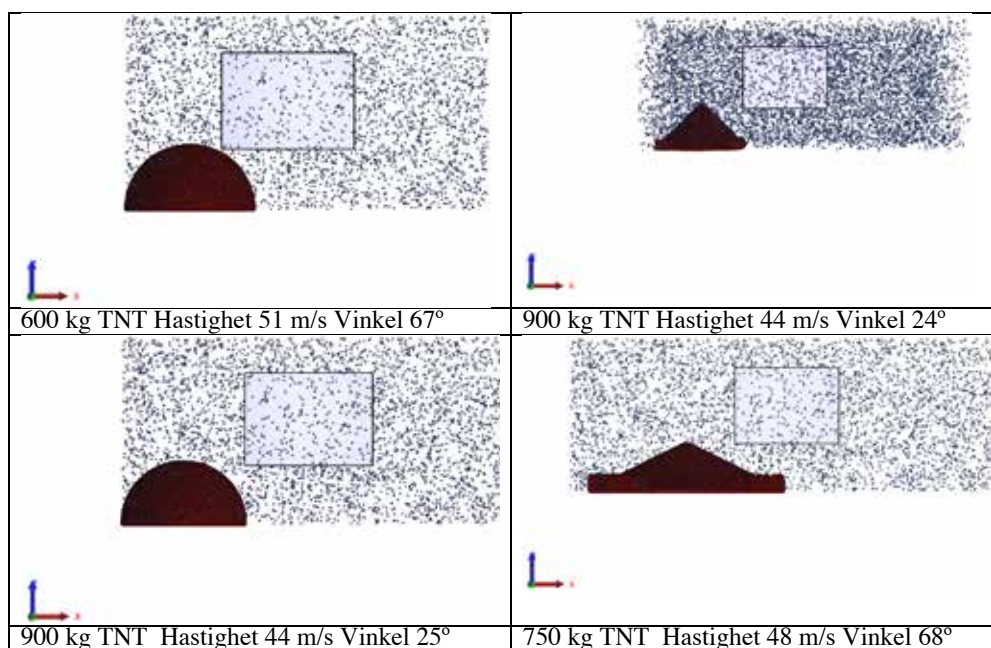 600 kg TNT Hastighet 51 m/s Vinkel 67º
900 kg TNT Hastighet 44 m/s Vinkel 24º
900 kg TNT Hastighet 44 m/s Vinkel 25º
750 kg TNT Hastighet 48 m/s Vinkel 68º